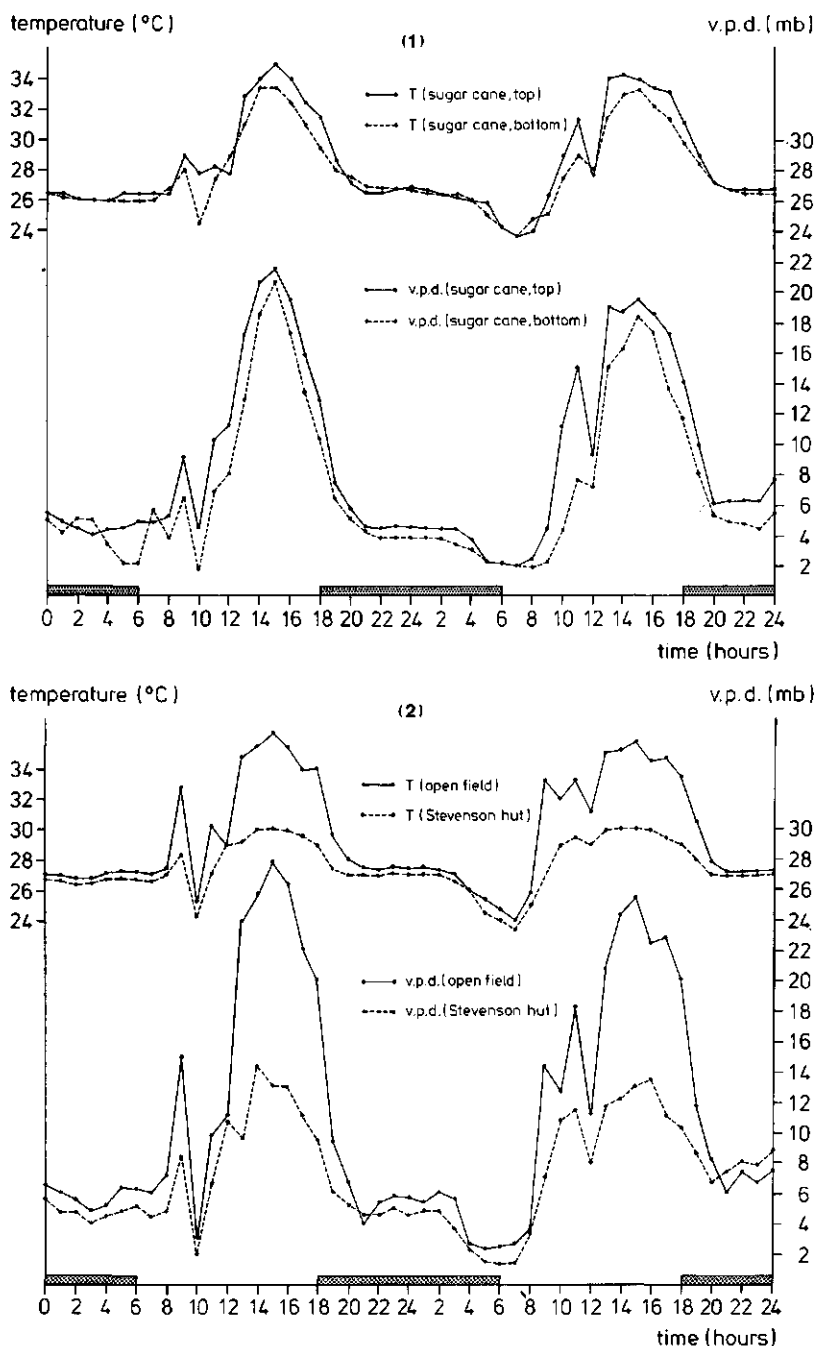 temperature (°C)
(1)
v.p.d. (mb)
34
32
30
28
26
24
T (sugar cane, top)
T (sugar cane, bottom)
30
28
26
24
22
20
18
16
14
12
10
8
6
4
2
v.p.d. (sugar cane, top)
v.p.d. (sugar cane, bottom)
0 2 4 6 8 10 12 14 16 18 20 22 24 2 4 6 8 10 12 14 16 18 20 22 24
time (hours)
temperature (°C)
(2)
v.p.d. (mb)
34
32
30
28
26
24
T (open field)
T (Stevenson hut)
30
28
26
24
22
20
18
16
14
12
10
8
6
4
2
v.p.d. (open field)
v.p.d. (Stevenson hut)
0 2 4 6 8 10 12 14 16 18 20 22 24 2 4 6 8 10 12 14 16 18 20 22 24
time (hours)